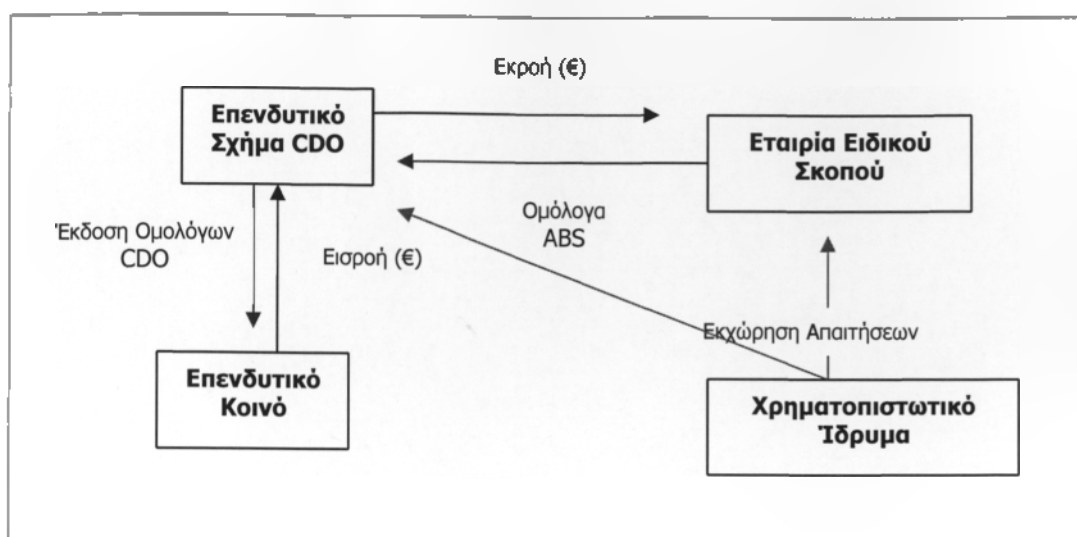 Εκροή (€)
Επενδυτικό
Σχήμα CDO
Εταιρία Ειδικού
Σκοπού
Ομόλογα
ABS
Έκδοση Ομολόγων
CDO
Εισροή (€)
Εκχώρηση Απαιτήσεων
Επενδυτικό
Κοινό
Χρηματοπιστωτικό
Ίδρυμα